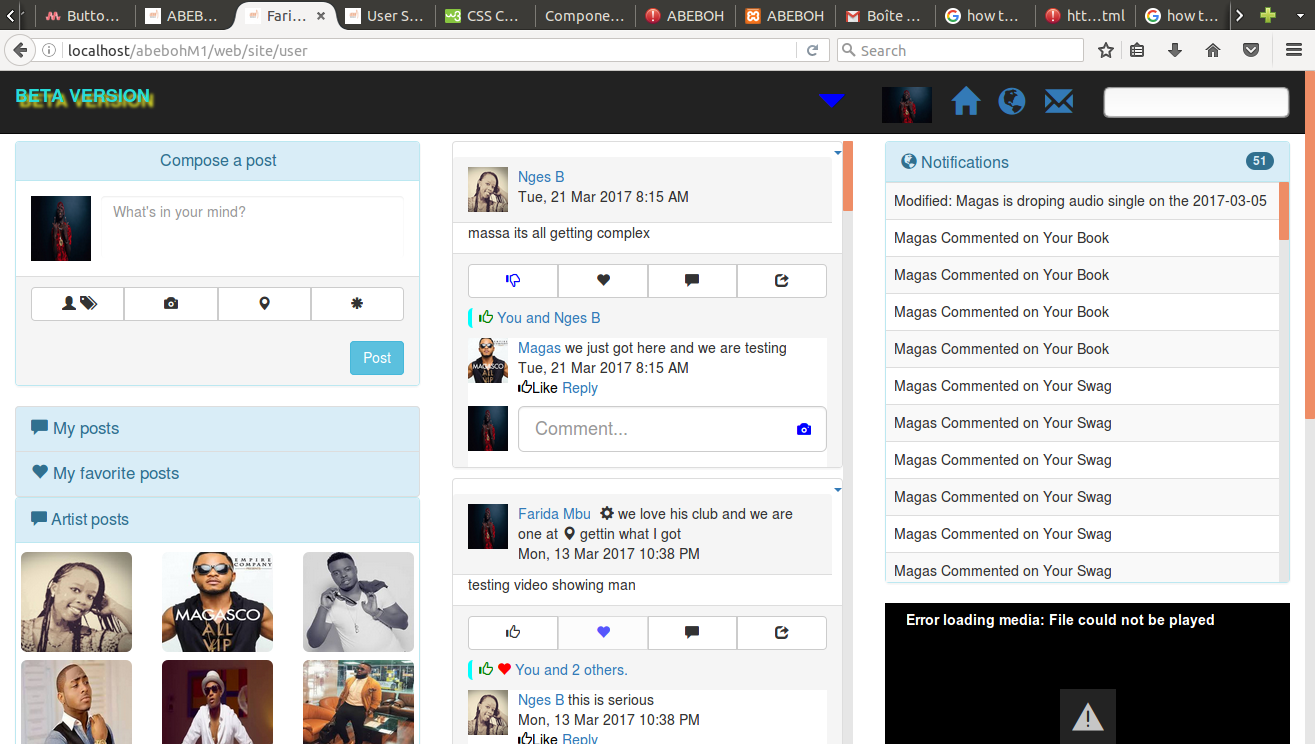 Butto...
ABEB...
Fari...
User S...
CSS C...
Compone...
ABEBOH
ABEBOH
Boîte ...
how t...
htt...tml
how t...
localhost/abebohM1/web/site/user
Search
BETA VERSION
Compose a post
What's in your mind?
Post
My posts
My favorite posts
Artist posts
EMPIRE
COMPANY
MAGASCO
ALL
VIP
Nges B
Tue, 21 Mar 2017 8:15 AM
massa its all getting complex
You and Nges B
Magas we just got here and we are testing
Tue, 21 Mar 2017 8:15 AM
Like Reply
MAGASCO
ALL
VIP
Comment...
Farida Mbu we love his club and we are
one at gettin what I got
Mon, 13 Mar 2017 10:38 PM
testing video showing man
You and 2 others.
Nges B this is serious
Mon, 13 Mar 2017 10:38 PM
Like Reply
Notifications 51
Modified: Magas is droping audio single on the 2017-03-05
Magas Commented on Your Book
Magas Commented on Your Book
Magas Commented on Your Book
Magas Commented on Your Book
Magas Commented on Your Swag
Magas Commented on Your Swag
Magas Commented on Your Swag
Magas Commented on Your Swag
Magas Commented on Your Swag
Magas Commented on Your Swag
Error loading media: File could not be played